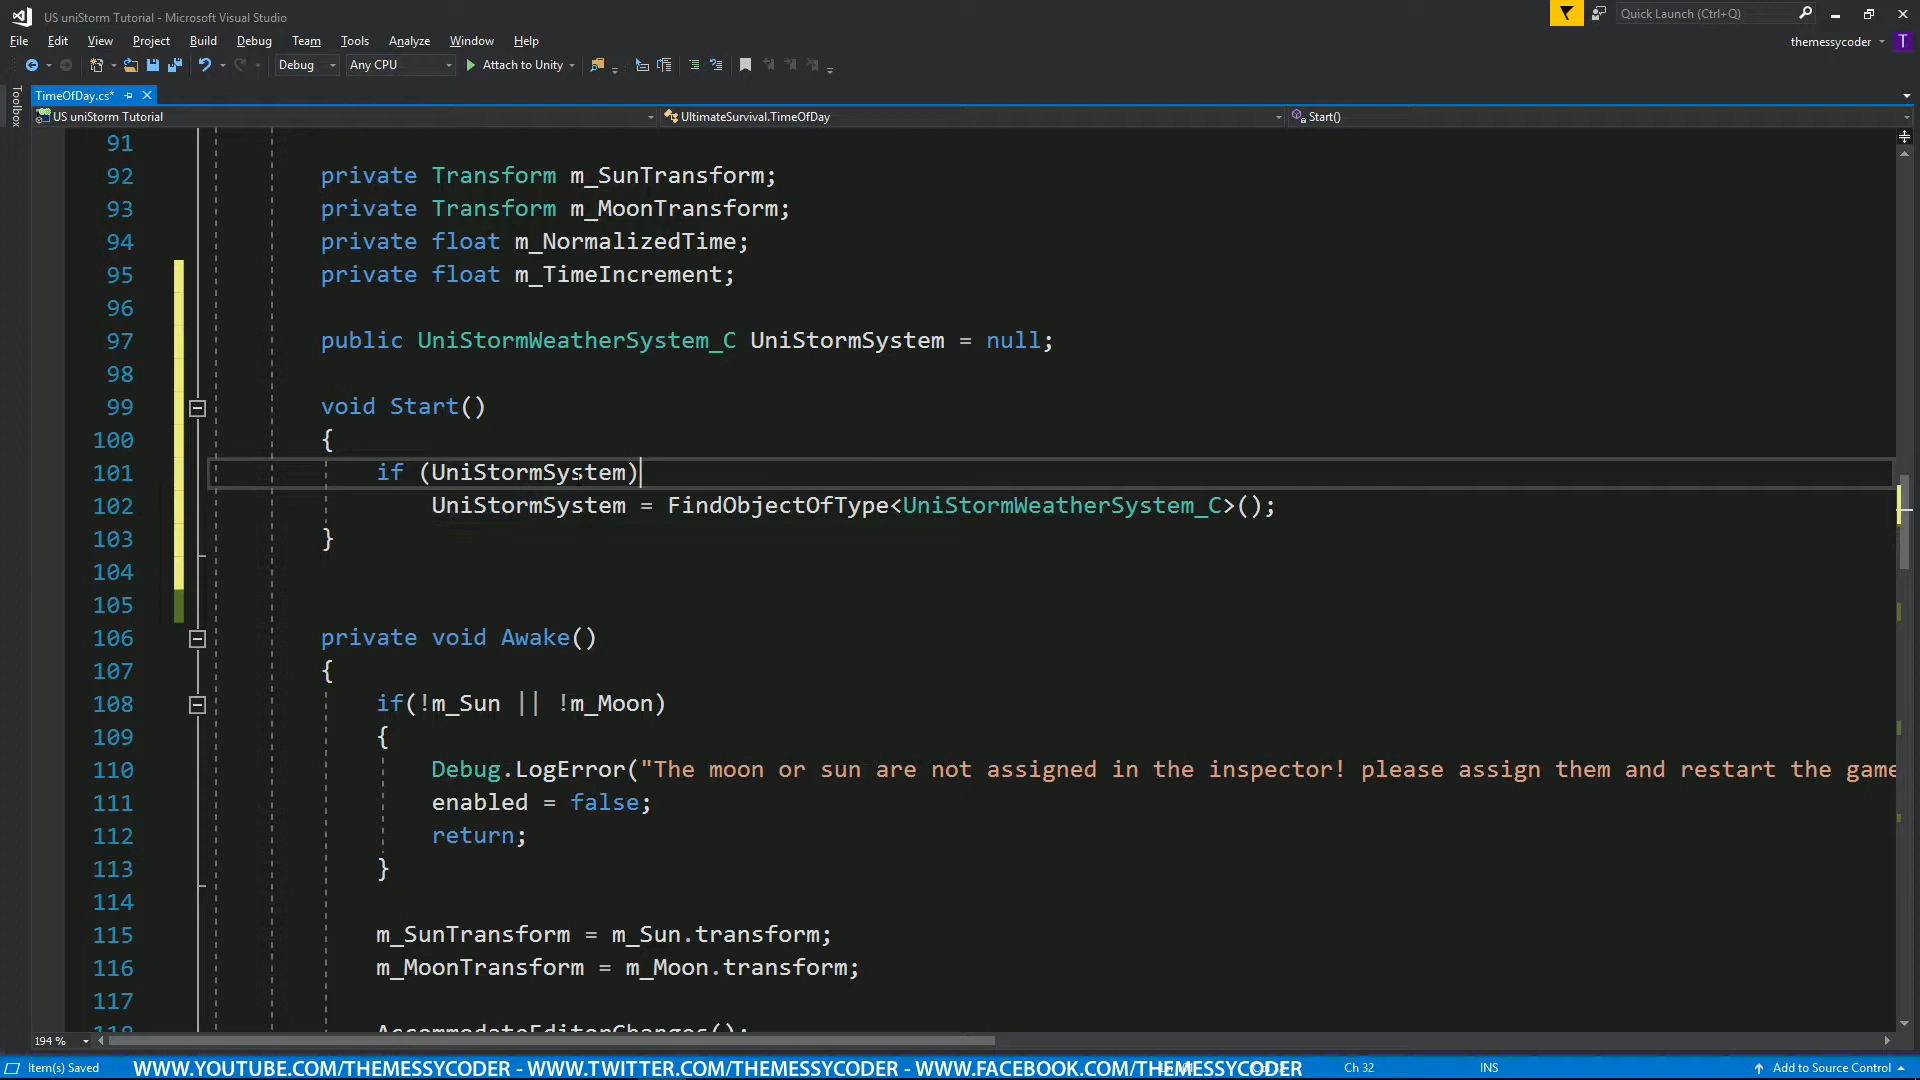 US uniStorm Tutorial - Microsoft Visual Studio
Quick Launch (Ctrl+Q)
File Edit View Project Build Debug Team Tools Analyze Window Help
themessycoder T
Debug Any CPU Attach to Unity
Toolbox
TimeOfDay.cs*
US uniStorm Tutorial UltimateSurvival.TimeOfDay Start()
91
92 private Transform m_SunTransform;
93 private Transform m_MoonTransform;
94 private float m_NormalizedTime;
95 private float m_TimeIncrement;
96
97 public UniStormWeatherSystem_C UniStormSystem = null;
98
99 void Start()
100 {
101 if (UniStormSystem)
102 UniStormSystem = FindObjectOfType<UniStormWeatherSystem_C>();
103 }
104
105
106 private void Awake()
107 {
108 if(!m_Sun || !m_Moon)
109 {
110 Debug.LogError("The moon or sun are not assigned in the inspector! please assign them and restart the game
111 enabled = false;
112 return;
113 }
114
115 m_SunTransform = m_Sun.transform;
116 m_MoonTransform = m_Moon.transform;
117
118 AccommodateEditorChanges();
194 %
Item(s) Saved WWW.YOUTUBE.COM/THEMESSYCODER - WWW.TWITTER.COM/THEMESSYCODER - WWW.FACEBOOK.COM/THEMESSYCODER Ch 32 INS Add to Source Control